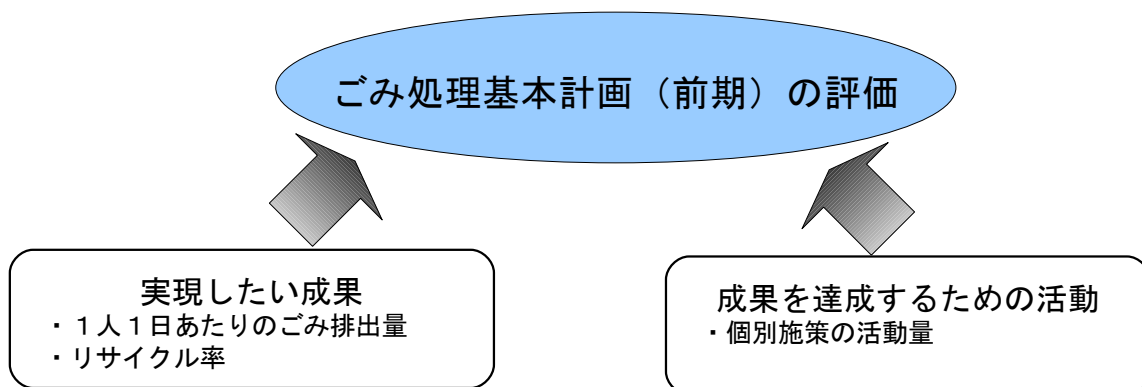 ごみ処理基本計画（前期）の評価
実現したい成果
・１人１日あたりのごみ排出量
・リサイクル率
成果を達成するための活動
・個別施策の活動量